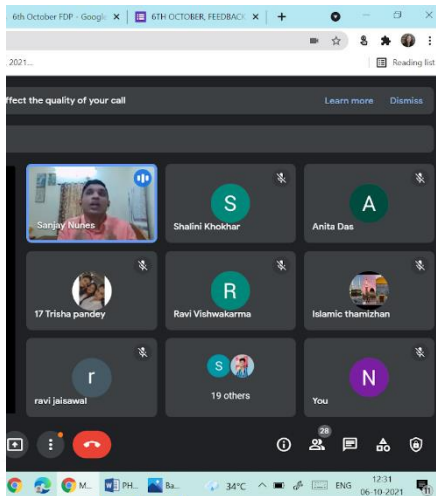 6th October FDP - Googl
6TH OCTOBER, FEEDBACK
2021...
Reading list
ffect the quality of your call
Learn more
Dismiss
Sanjay Nunes
S
Shalini Khokhar
A
Anita Das
17 Trisha pandey
R
Ravi Vishwakarma
Islamic thamizhan
r
ravi jaisawal
S
19 others
N
You
28
M...
PH...
Ba...
34°C
ENG
12:31
06-10-2021